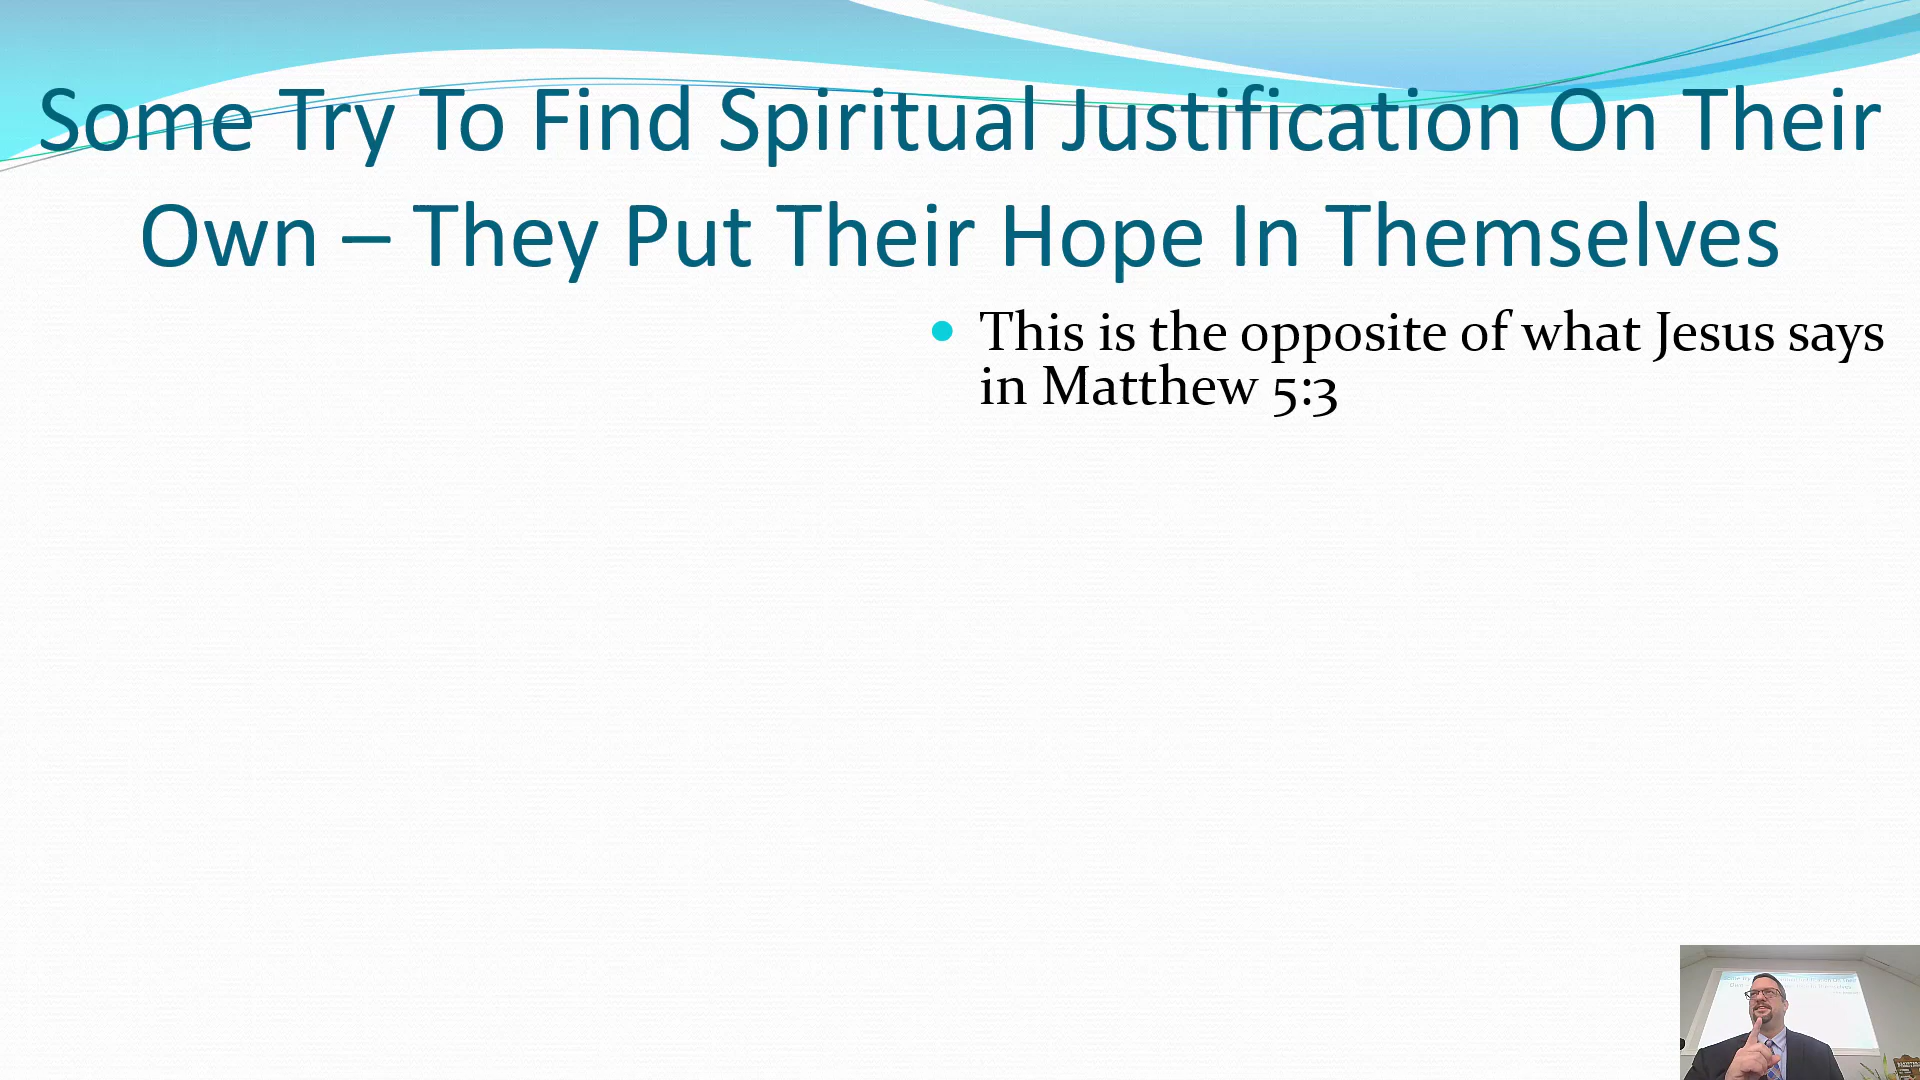 Some Try To Find Spiritual Justification On Their
Own – They Put Their Hope In Themselves
• This is the opposite of what Jesus says
in Matthew 5:3